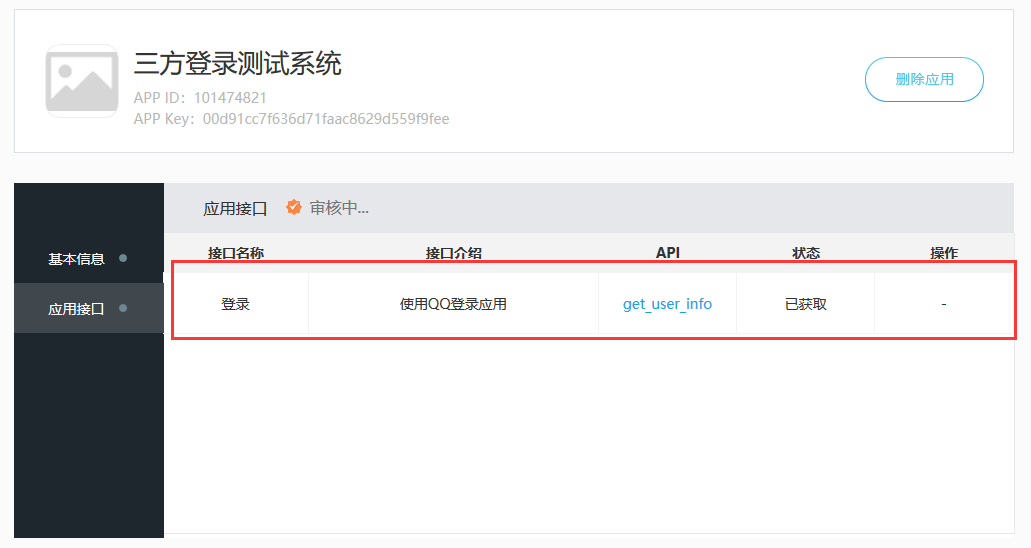 三方登录测试系统
APP ID：101474821
APP Key：00d91cc7f636d71faac8629d559f9fee
删除应用
基本信息
应用接口
应用接口 审核中...
接口名称 接口介绍 API 状态 操作
登录 使用QQ登录应用 get_user_info 已获取 -